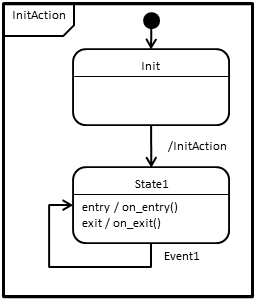 InitAction
Init
/InitAction
State1
entry / on_entry()
exit / on_exit()
Event1